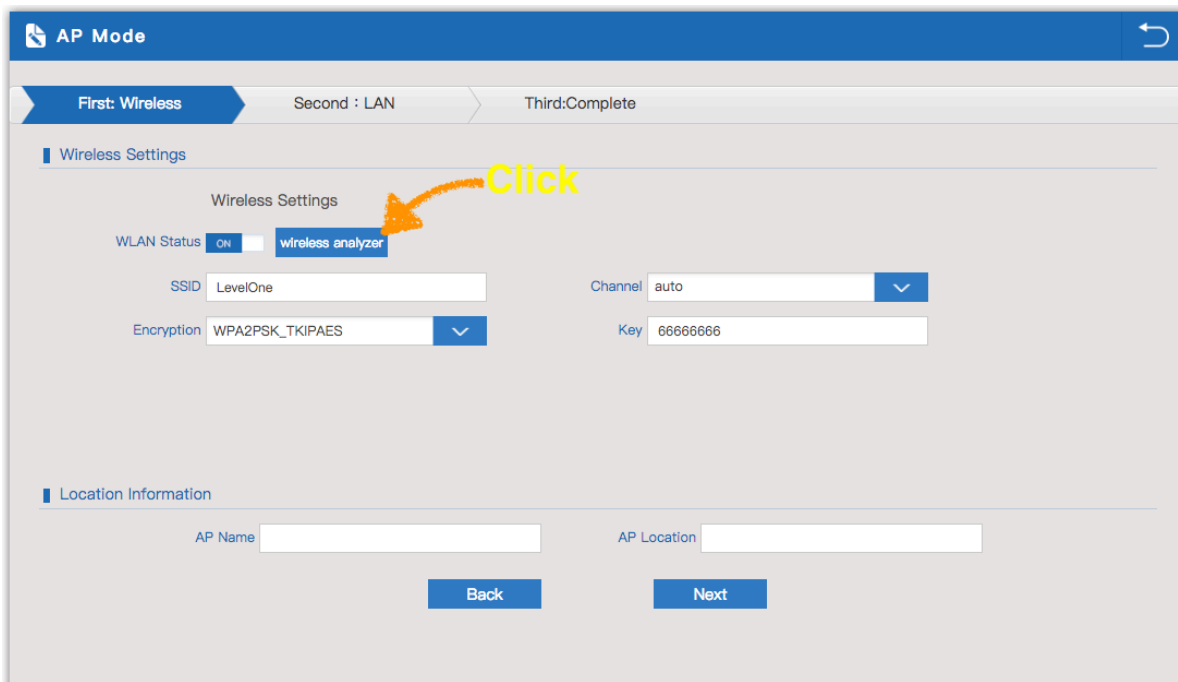 AP Mode
First: Wireless Second：LAN Third:Complete
Wireless Settings
Click
Wireless Settings
WLAN Status ON wireless analyzer
SSID LevelOne Channel auto
Encryption WPA2PSK_TKIPAES Key 66666666
Location Information
AP Name AP Location
Back Next